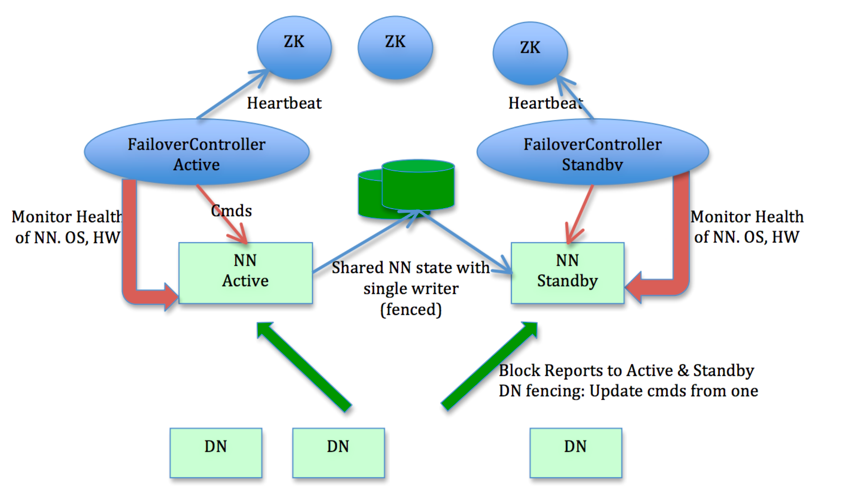 ZK
ZK
ZK
Heartbeat
Heartbeat
FailoverController
Active
FailoverController
Standby
Cmds
Monitor Health
of NN. OS, HW
Monitor Health
of NN. OS, HW
NN
Active
NN
Standby
Shared NN state with
single writer
(fenced)
Block Reports to Active & Standby
DN fencing: Update cmds from one
DN
DN
DN